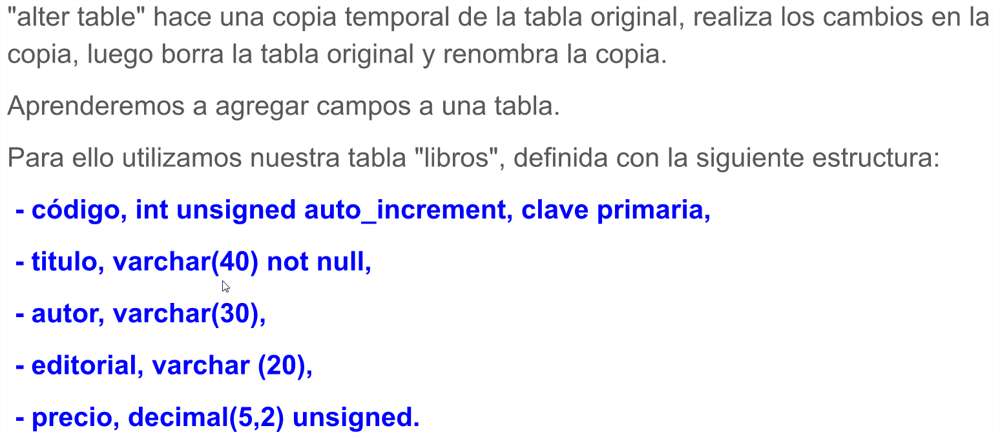 "alter table" hace una copia temporal de la tabla original, realiza los cambios en la
copia, luego borra la tabla original y renombra la copia.
Aprenderemos a agregar campos a una tabla.
Para ello utilizamos nuestra tabla "libros", definida con la siguiente estructura:
- código, int unsigned auto_increment, clave primaria,
- titulo, varchar(40) not null,
- autor, varchar(30),
- editorial, varchar (20),
- precio, decimal(5,2) unsigned.